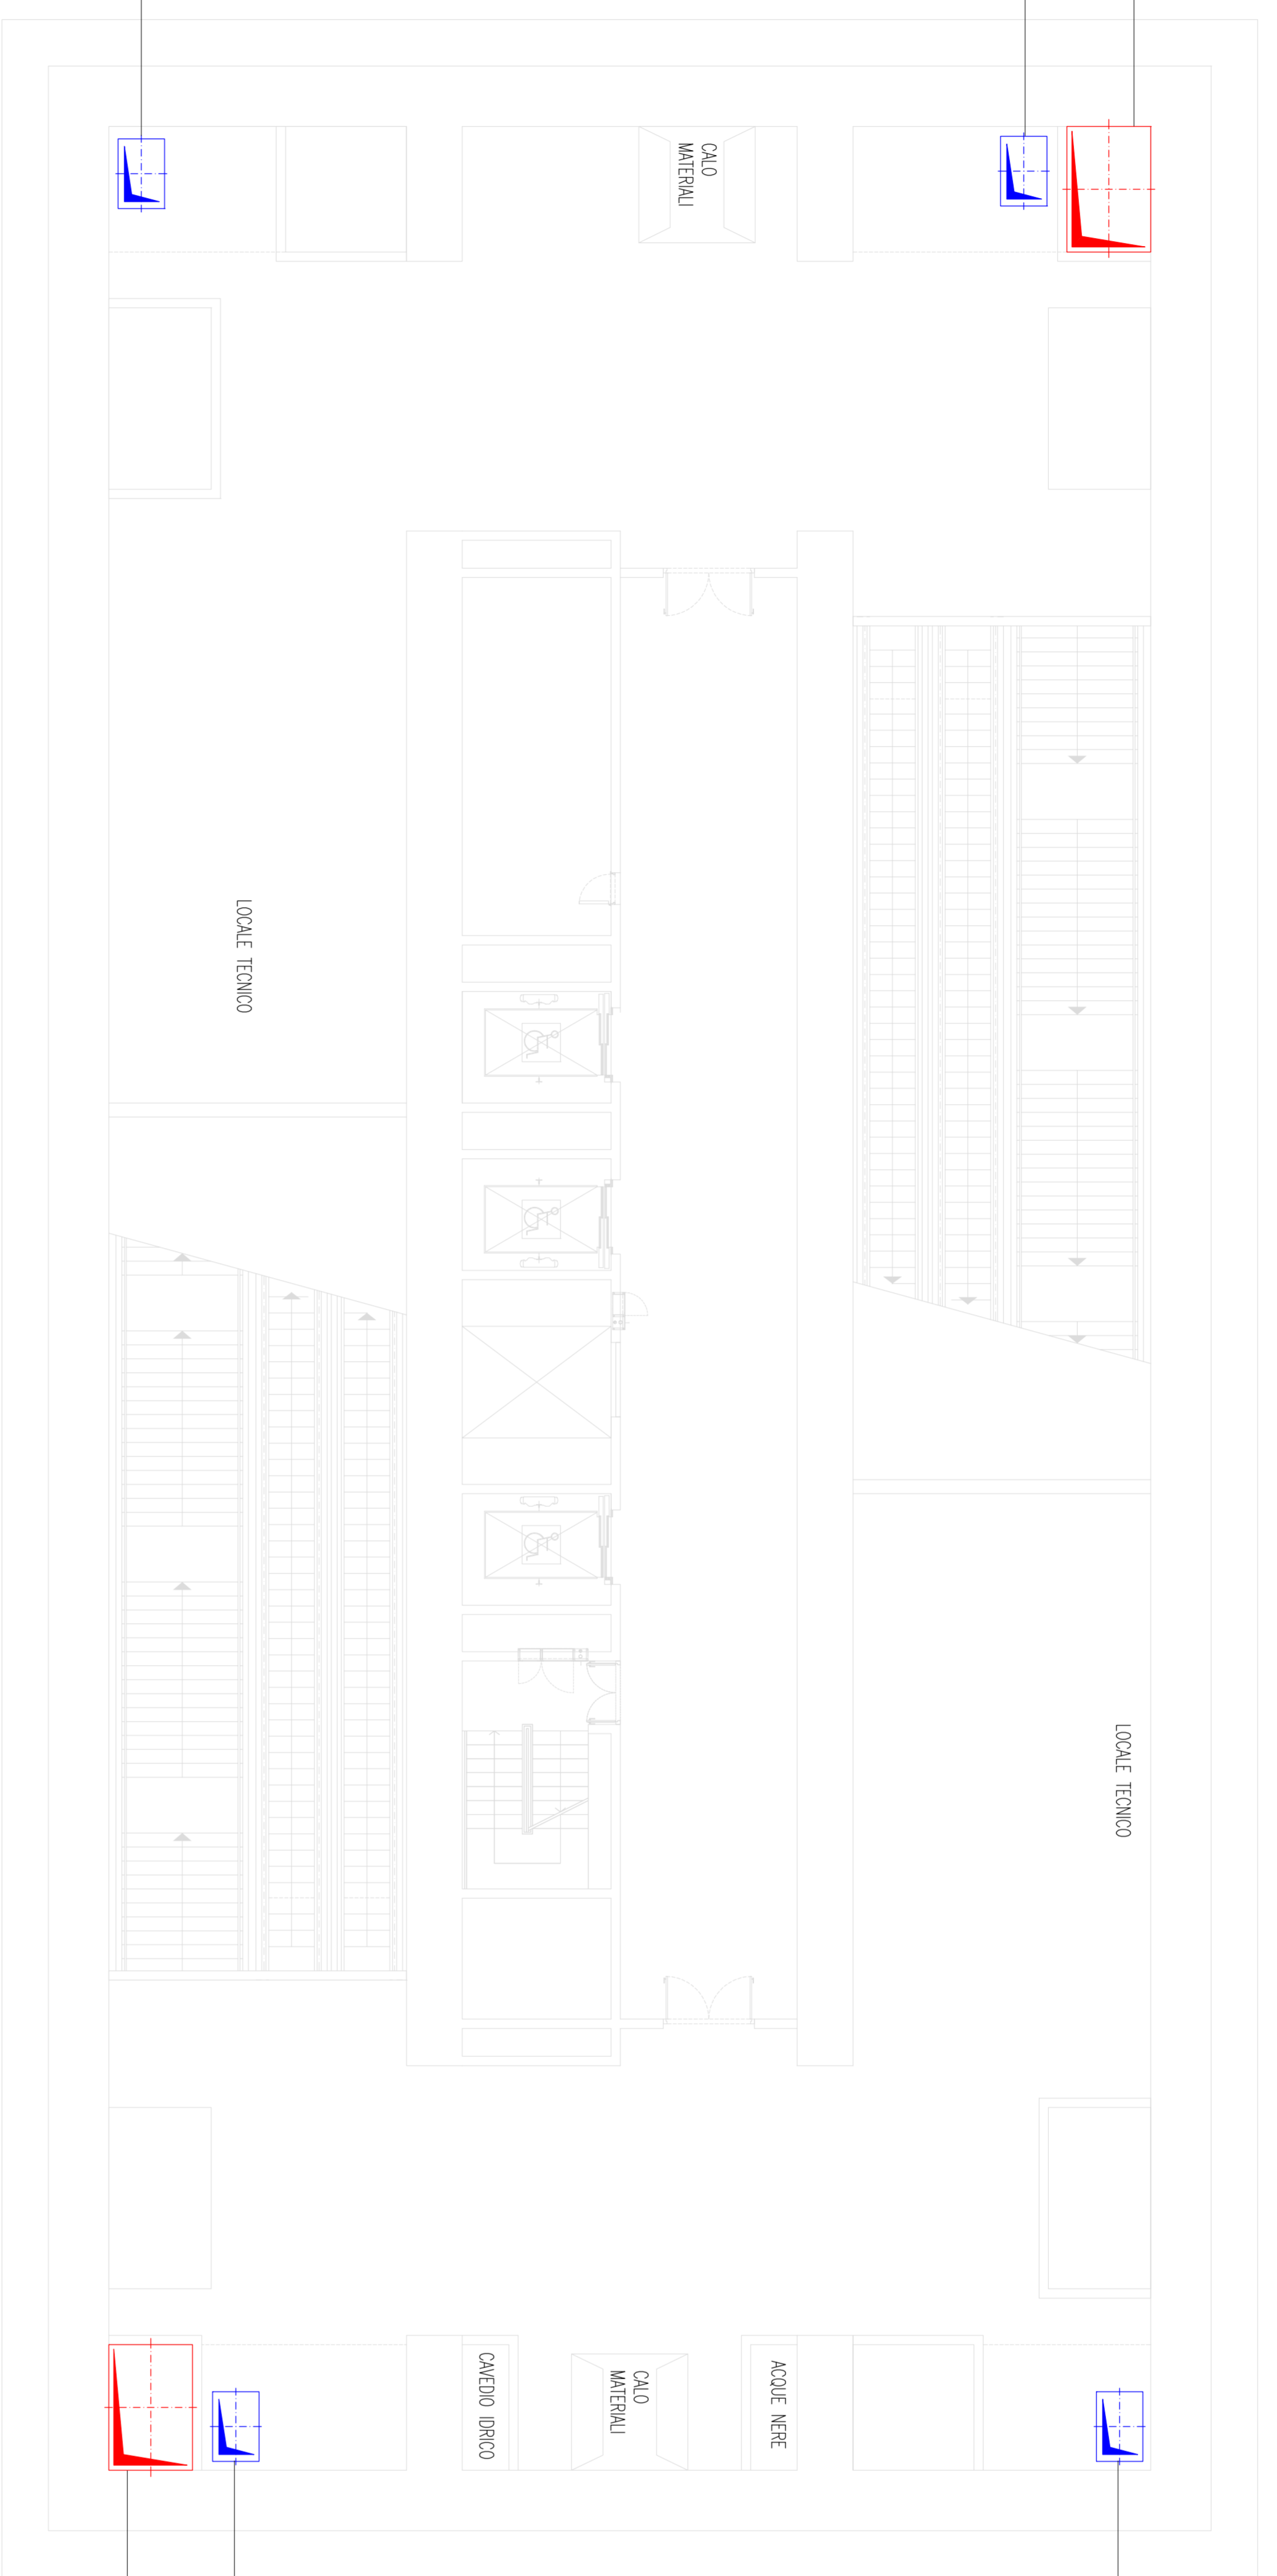 CALO
MATERIALI
LOCALE TECNICO
LOCALE TECNICO
CAVEDIO IDRICO
CALO
MATERIALI
ACQUE NERE